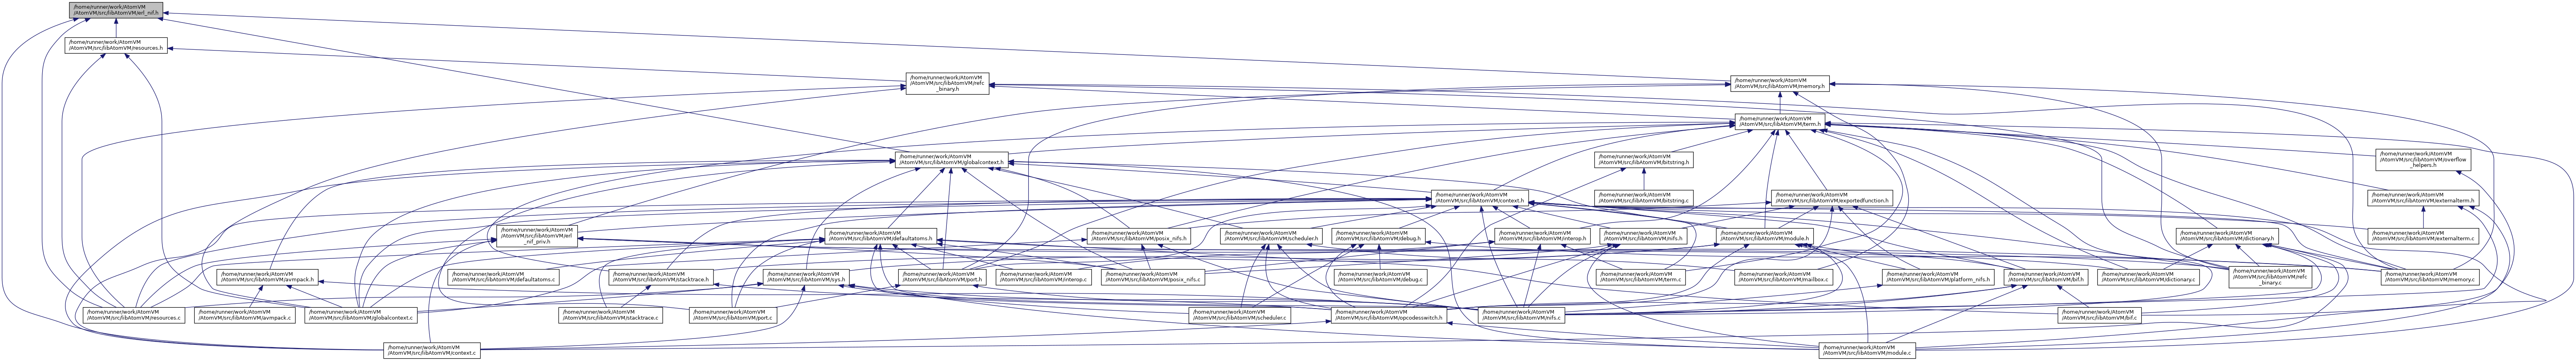 /home/runner/work/AtomVM
/AtomVM/src/libAtomVM/erl_nif.h
/home/runner/work/AtomVM
/AtomVM/src/libAtomVM/resources.h
/home/runner/work/AtomVM
/AtomVM/src/libAtomVM/refc
_binary.h
/home/runner/work/AtomVM
/AtomVM/src/libAtomVM/memory.h
/home/runner/work/AtomVM
/AtomVM/src/libAtomVM/term.h
/home/runner/work/AtomVM
/AtomVM/src/libAtomVM/globalcontext.h
/home/runner/work/AtomVM
/AtomVM/src/libAtomVM/bitstring.h
/home/runner/work/AtomVM
/AtomVM/src/libAtomVM/overflow
_helpers.h
/home/runner/work/AtomVM
/AtomVM/src/libAtomVM/bitstring.c
/home/runner/work/AtomVM
/AtomVM/src/libAtomVM/context.h
/home/runner/work/AtomVM
/AtomVM/src/libAtomVM/exportedfunction.h
/home/runner/work/AtomVM
/AtomVM/src/libAtomVM/externalterm.h
/home/runner/work/AtomVM
/AtomVM/src/libAtomVM/erl
_nif_priv.h
/home/runner/work/AtomVM
/AtomVM/src/libAtomVM/defaultatoms.h
/home/runner/work/AtomVM
/AtomVM/src/libAtomVM/posix_nifs.h
/home/runner/work/AtomVM
/AtomVM/src/libAtomVM/scheduler.h
/home/runner/work/AtomVM
/AtomVM/src/libAtomVM/debug.h
/home/runner/work/AtomVM
/AtomVM/src/libAtomVM/interop.h
/home/runner/work/AtomVM
/AtomVM/src/libAtomVM/nifs.h
/home/runner/work/AtomVM
/AtomVM/src/libAtomVM/module.h
/home/runner/work/AtomVM
/AtomVM/src/libAtomVM/dictionary.h
/home/runner/work/AtomVM
/AtomVM/src/libAtomVM/externalterm.c
/home/runner/work/AtomVM
/AtomVM/src/libAtomVM/avmpack.h
/home/runner/work/AtomVM
/AtomVM/src/libAtomVM/defaultatoms.c
/home/runner/work/AtomVM
/AtomVM/src/libAtomVM/stacktrace.h
/home/runner/work/AtomVM
/AtomVM/src/libAtomVM/sys.h
/home/runner/work/AtomVM
/AtomVM/src/libAtomVM/port.h
/home/runner/work/AtomVM
/AtomVM/src/libAtomVM/interop.c
/home/runner/work/AtomVM
/AtomVM/src/libAtomVM/posix_nifs.c
/home/runner/work/AtomVM
/AtomVM/src/libAtomVM/debug.c
/home/runner/work/AtomVM
/AtomVM/src/libAtomVM/term.c
/home/runner/work/AtomVM
/AtomVM/src/libAtomVM/mailbox.c
/home/runner/work/AtomVM
/AtomVM/src/libAtomVM/platform_nifs.h
/home/runner/work/AtomVM
/AtomVM/src/libAtomVM/bif.h
/home/runner/work/AtomVM
/AtomVM/src/libAtomVM/dictionary.c
/home/runner/work/AtomVM
/AtomVM/src/libAtomVM/refc
_binary.c
/home/runner/work/AtomVM
/AtomVM/src/libAtomVM/memory.c
/home/runner/work/AtomVM
/AtomVM/src/libAtomVM/resources.c
/home/runner/work/AtomVM
/AtomVM/src/libAtomVM/avmpack.c
/home/runner/work/AtomVM
/AtomVM/src/libAtomVM/globalcontext.c
/home/runner/work/AtomVM
/AtomVM/src/libAtomVM/stacktrace.c
/home/runner/work/AtomVM
/AtomVM/src/libAtomVM/port.c
/home/runner/work/AtomVM
/AtomVM/src/libAtomVM/scheduler.c
/home/runner/work/AtomVM
/AtomVM/src/libAtomVM/opcodesswitch.h
/home/runner/work/AtomVM
/AtomVM/src/libAtomVM/nifs.c
/home/runner/work/AtomVM
/AtomVM/src/libAtomVM/bif.c
/home/runner/work/AtomVM
/AtomVM/src/libAtomVM/context.c
/home/runner/work/AtomVM
/AtomVM/src/libAtomVM/module.c